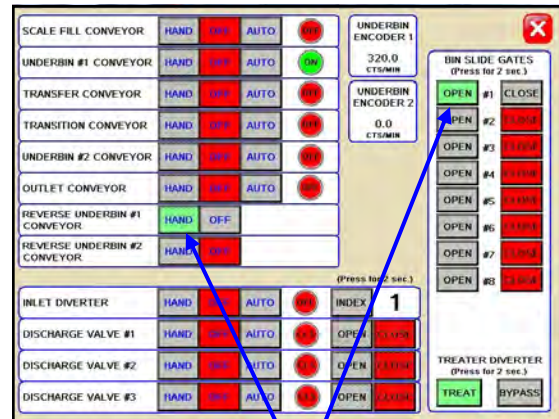 SCALE FILL CONVEYOR HAND OFF AUTO OFF
UNDERBIN #1 CONVEYOR HAND OFF AUTO ON
TRANSFER CONVEYOR HAND OFF AUTO OFF
TRANSITION CONVEYOR HAND OFF AUTO OFF
UNDERBIN #2 CONVEYOR HAND OFF AUTO OFF
OUTLET CONVEYOR HAND OFF AUTO OFF
REVERSE UNDERBIN #1
CONVEYOR HAND OFF
REVERSE UNDERBIN #2
CONVEYOR HAND OFF
UNDERBIN
ENCODER 1
320.0
CTS/MIN
UNDERBIN
ENCODER 2
0.0
CTS/MIN
X
BIN SLIDE GATES
(Press for 2 sec.)
OPEN #1 CLOSE
OPEN #2 CLOSE
OPEN #3 CLOSE
OPEN #4 CLOSE
OPEN #5 CLOSE
OPEN #6 CLOSE
OPEN #7 CLOSE
OPEN #8 CLOSE
(Press for 2 sec.)
INLET DIVERTER HAND OFF AUTO OFF INDEX 1
DISCHARGE VALVE #1 HAND OFF AUTO CLS OPEN CLOSE
DISCHARGE VALVE #2 HAND OFF AUTO CLS OPEN CLOSE
DISCHARGE VALVE #3 HAND OFF AUTO CLS OPEN CLOSE
TREATER DIVERTER
(Press for 2 sec.)
TREAT BYPASS